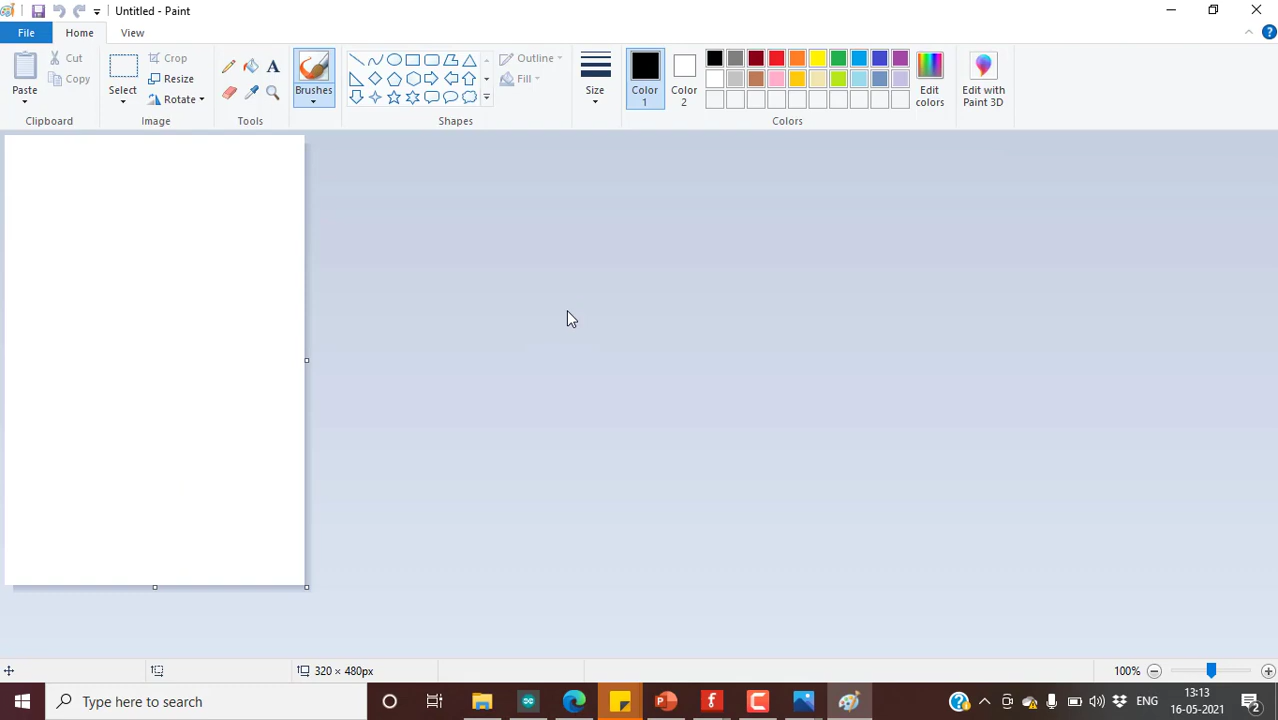 Untitled - Paint
File Home View
Paste
Cut
Copy
Clipboard
Select
Crop
Resize
Rotate
Image
A
Tools
Brushes
Outline
Fill
Shapes
Size
Color 1
Color 2
Edit colors
Colors
Edit with Paint 3D
320 × 480px
100%
Type here to search
ENG
13:13
16-05-2021
2